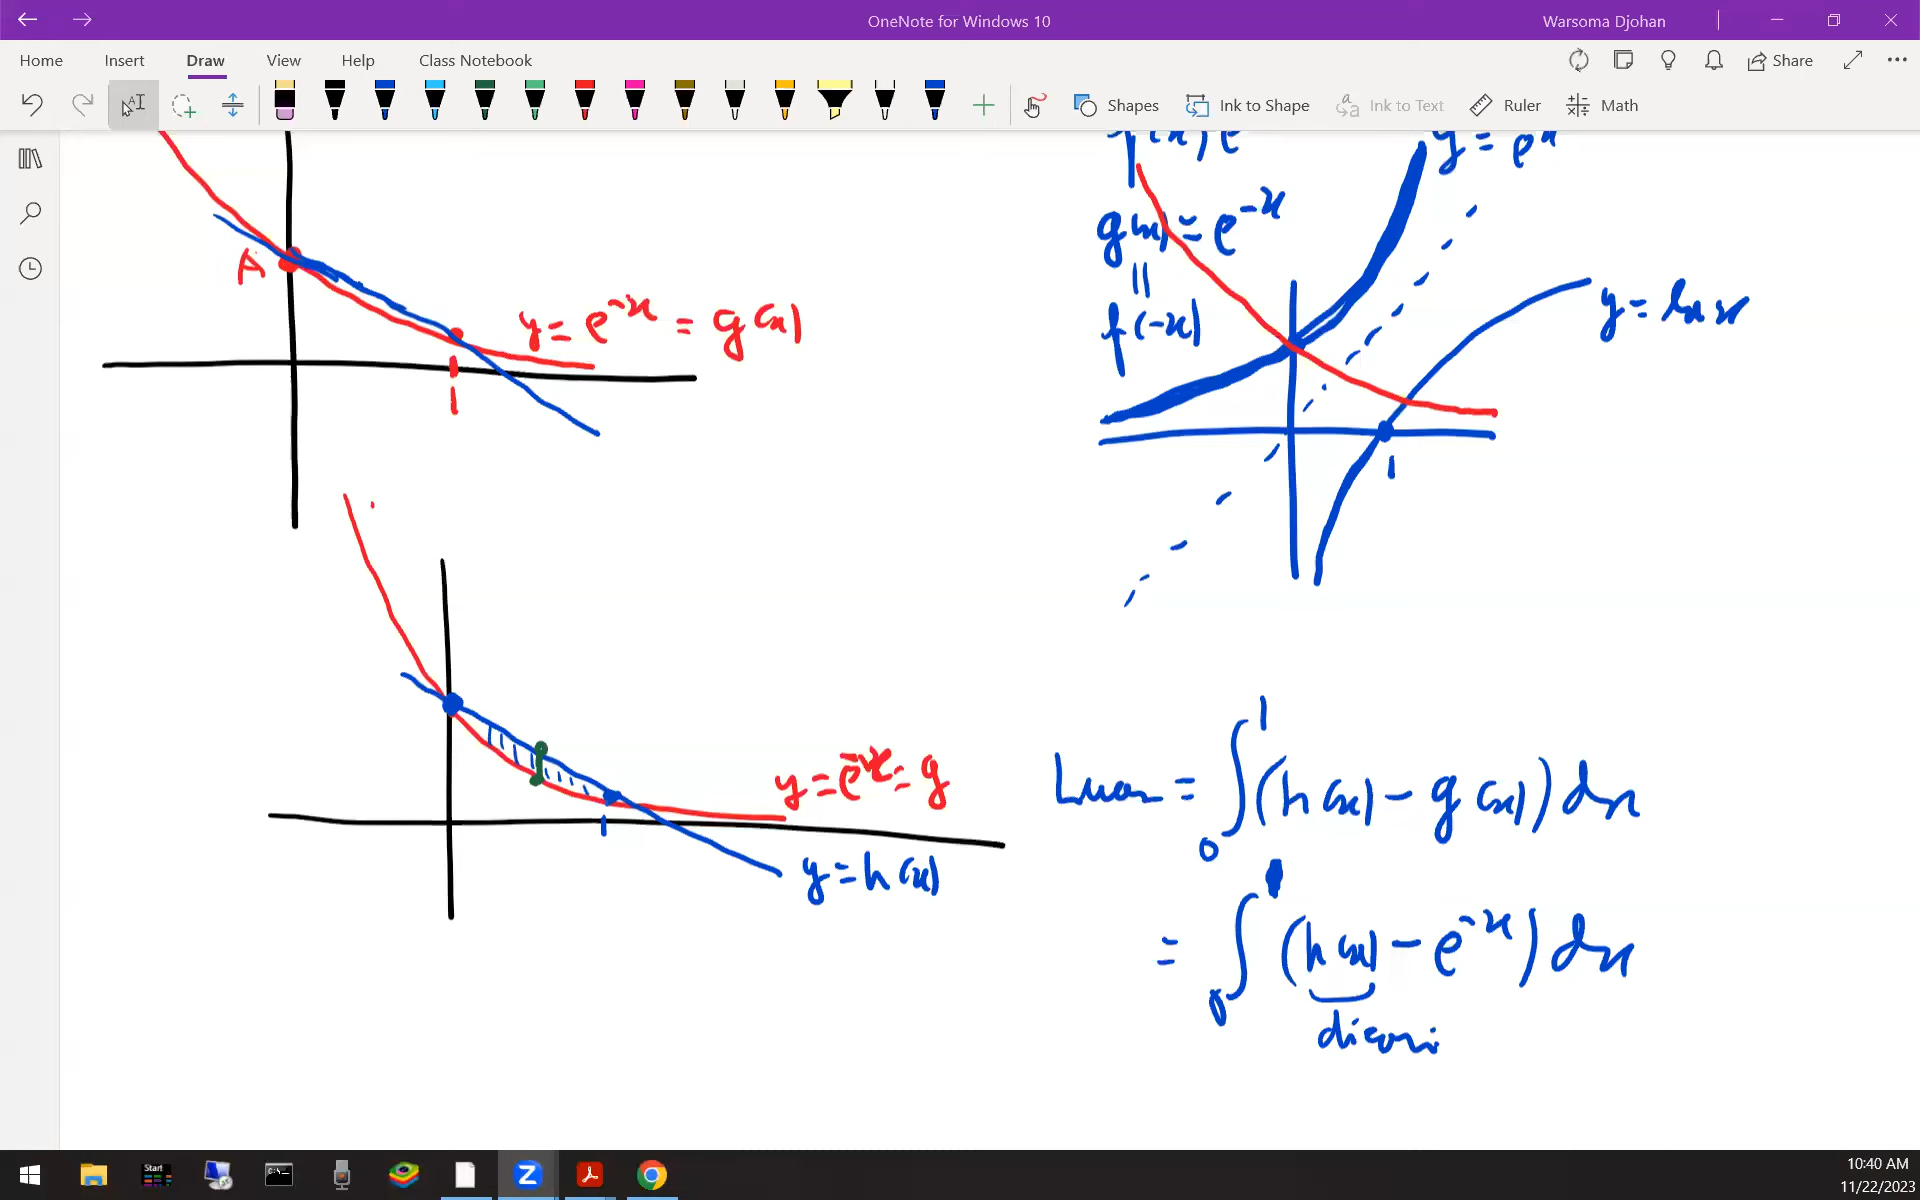 OneNote for Windows 10
Warsoma Djohan
Home Insert Draw View Help Class Notebook
Share
Shapes Ink to Shape Ink to Text Ruler Math
A
y = e^-x = g(x)
1
y = e^x
g(x) = e^-x
||
f(-x)
y = ln x
1
y = e^-x = g
1
y = h(x)
Luas = ∫₀¹ (h(x) - g(x)) dx
= ∫₀¹ (h(x) - e^-x) dx
dicari
Start
10:40 AM
11/22/2023